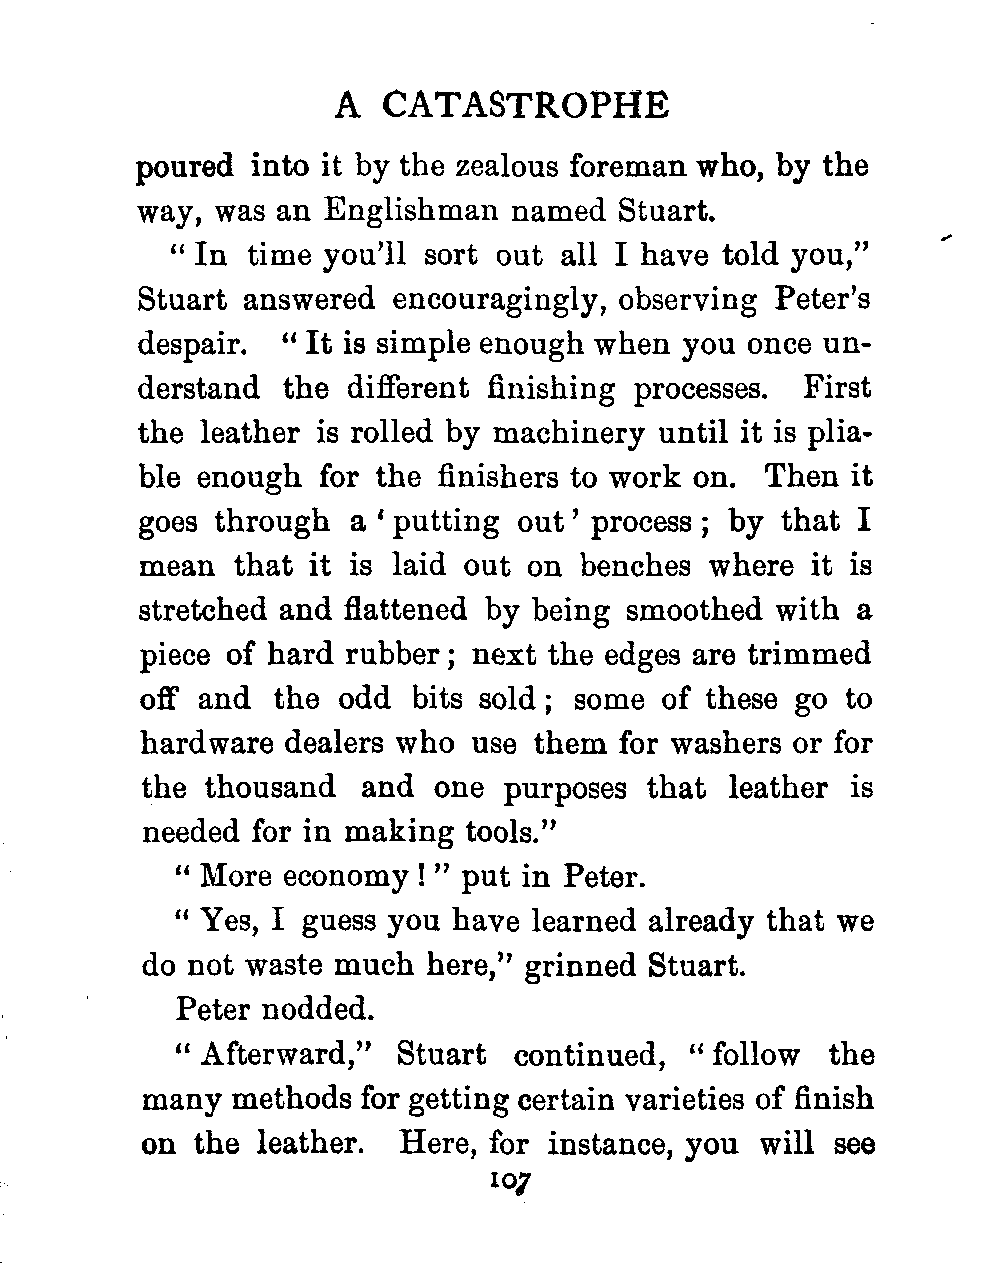 A CATASTROPHE
poured into it by the zealous foreman who, by the
way, was an Englishman named Stuart.
“ In time you’ll sort out all I have told you,”
Stuart answered encouragingly, observing Peter’s
despair. “ It is simple enough when you once un-
derstand the different finishing processes. First
the leather is rolled by machinery until it is plia-
ble enough for the finishers to work on. Then it
goes through a ‘ putting out ’ process ; by that I
mean that it is laid out on benches where it is
stretched and flattened by being smoothed with a
piece of hard rubber ; next the edges are trimmed
off and the odd bits sold ; some of these go to
hardware dealers who use them for washers or for
the thousand and one purposes that leather is
needed for in making tools.”
“ More economy ! ” put in Peter.
“ Yes, I guess you have learned already that we
do not waste much here,” grinned Stuart.
Peter nodded.
“ Afterward,” Stuart continued, “ follow the
many methods for getting certain varieties of finish
on the leather. Here, for instance, you will see
107